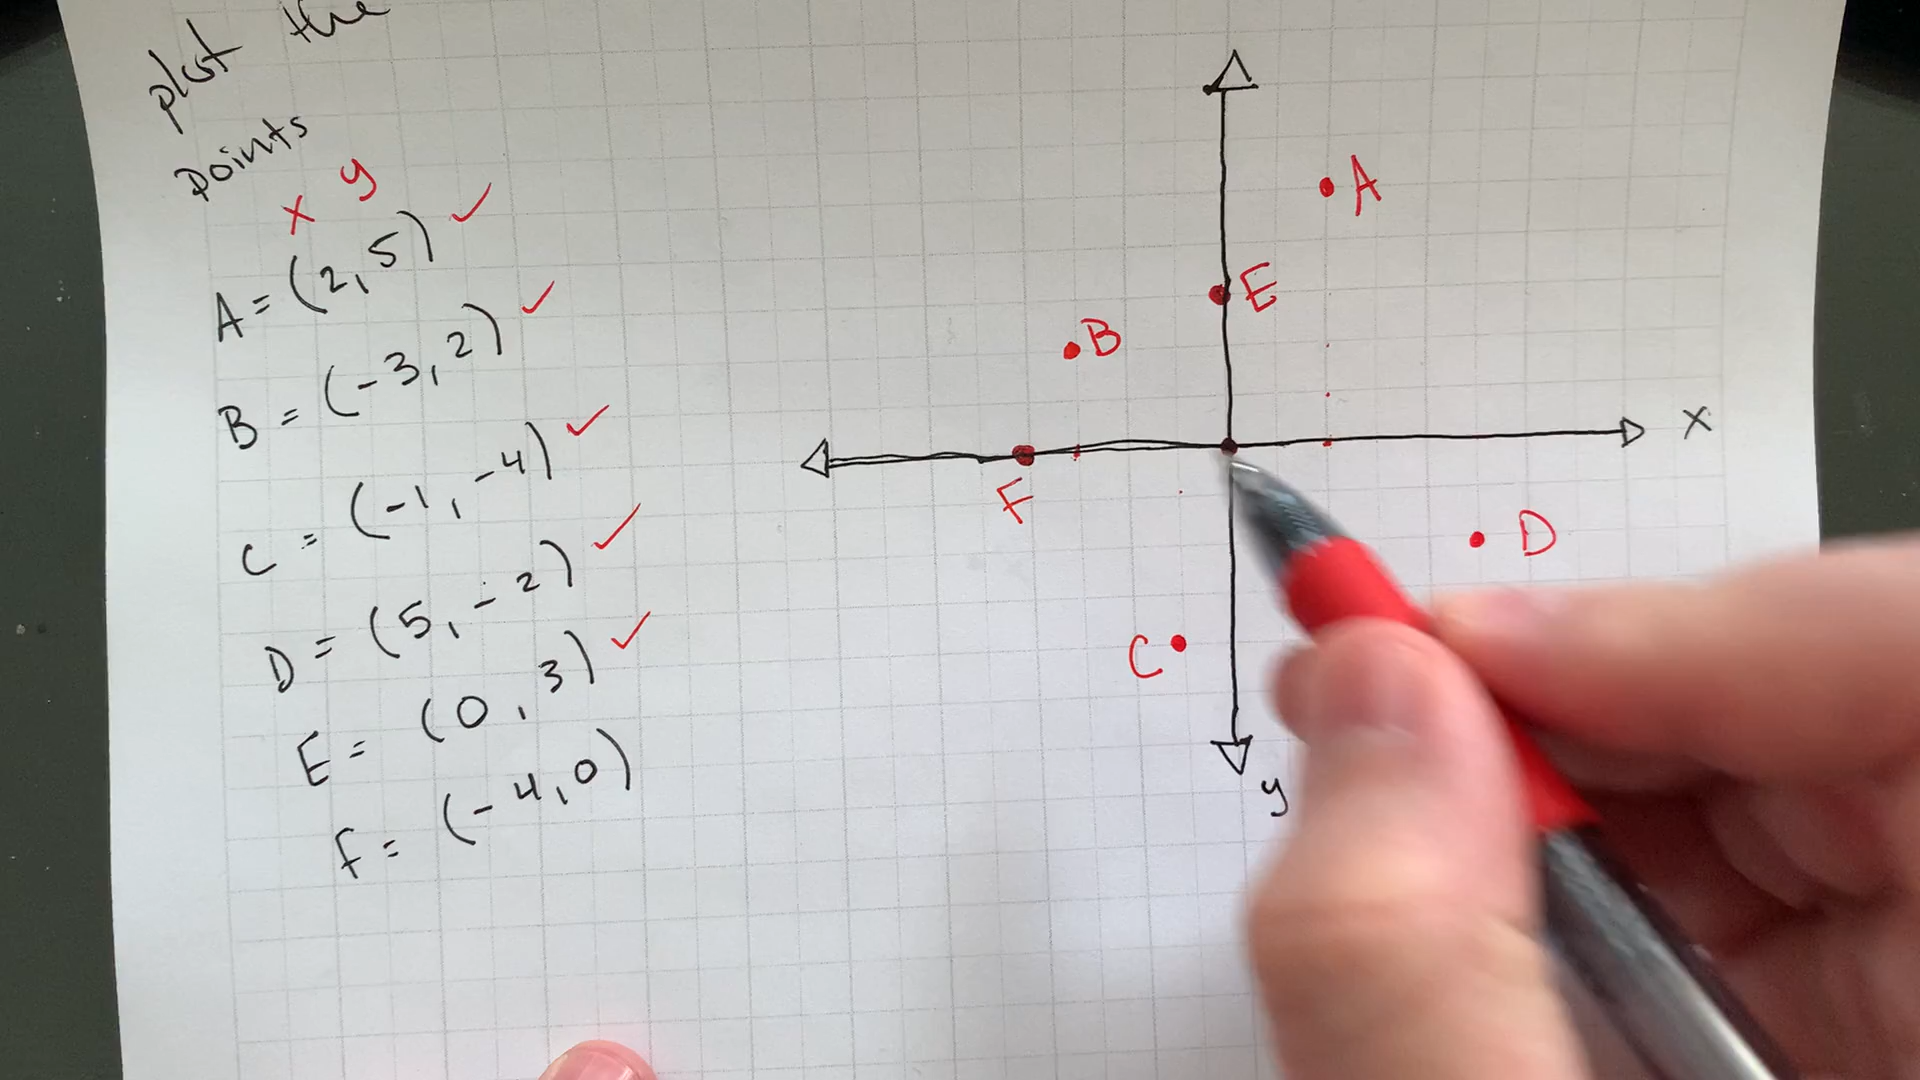 plot the
points
x y
A = (2, 5) ✓
B = (-3, 2) ✓
C = (-1, -4) ✓
D = (5, -2) ✓
E = (0, 3) ✓
F = (-4, 0)
A
E
B
x
F
D
C
y